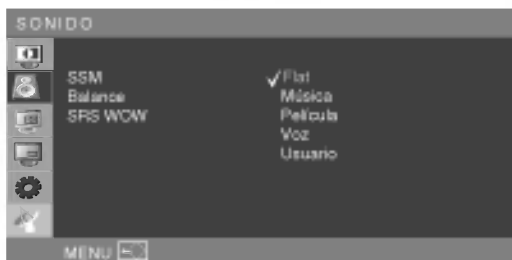 SONIDO
SSM
Balance
SRS WOW
Flat
Música
Película
Voz
Usuario
MENU